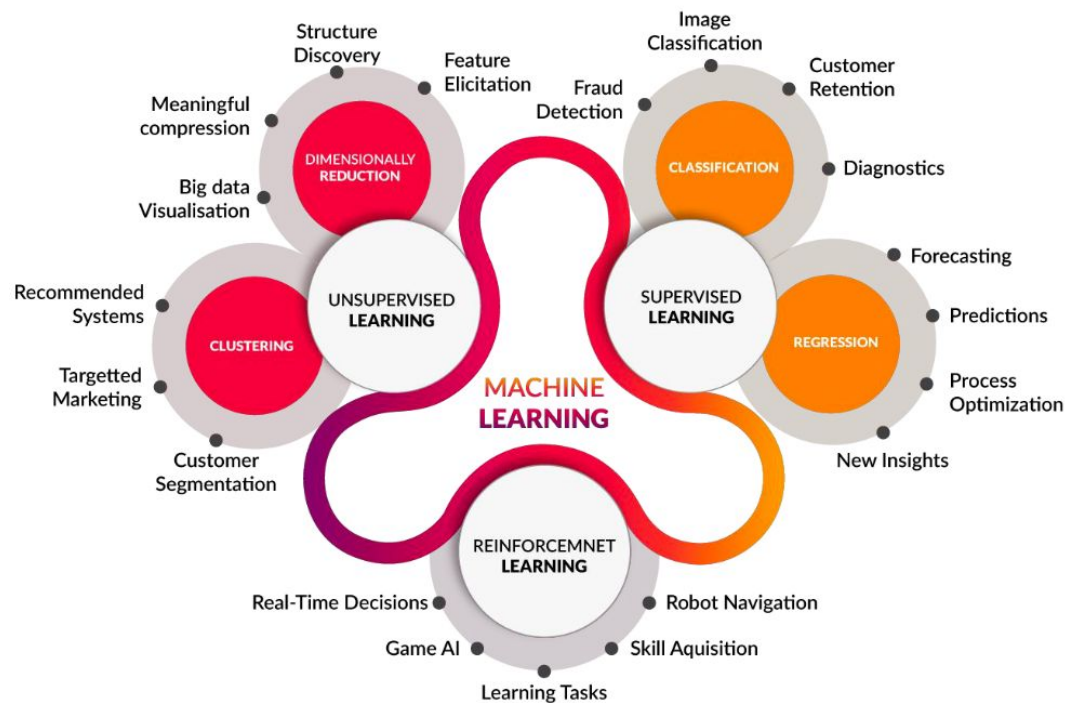 Structure
Discovery
Feature
Elicitation
Meaningful
compression
Big data
Visualisation
DIMENSIONALLY
REDUCTION
Recommended
Systems
Targetted
Marketing
Customer
Segmentation
CLUSTERING
UNSUPERVISED
LEARNING
Image
Classification
Fraud
Detection
Customer
Retention
Diagnostics
CLASSIFICATION
SUPERVISED
LEARNING
Forecasting
Predictions
Process
Optimization
New Insights
REGRESSION
MACHINE
LEARNING
REINFORCEMNET
LEARNING
Real-Time Decisions
Game AI
Learning Tasks
Skill Aquisition
Robot Navigation